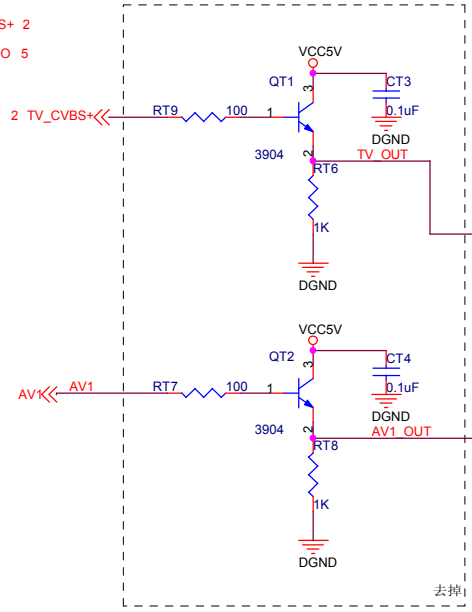 S+ 2
O 5
VCC5V
QT1
3
CT3
0.1uF
DGND
2 TV_CVBS+
RT9
100
1
3904
2
TV_OUT
RT6
1K
DGND
VCC5V
QT2
3
CT4
0.1uF
DGND
AV1
AV1
RT7
100
1
3904
2
AV1_OUT
RT8
1K
DGND
去掉